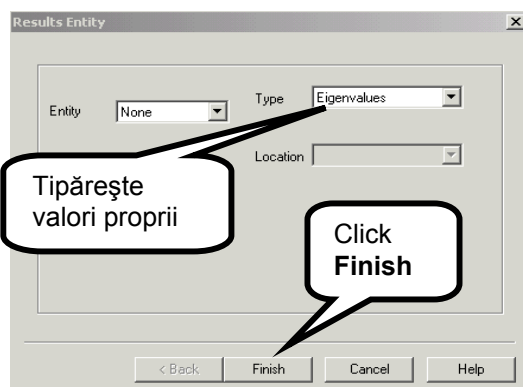 Results Entity
Entity
None
Type
Eigenvalues
Location
Tipăreşte
valori proprii
Click
Finish
< Back
Finish
Cancel
Help